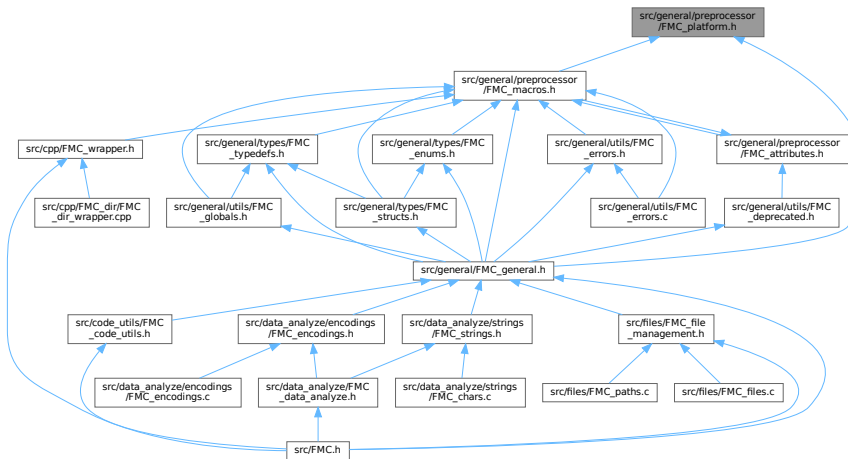 src/general/preprocessor
/FMC_platform.h
src/general/preprocessor
/FMC_macros.h
src/cpp/FMC_wrapper.h
src/general/types/FMC
_typedefs.h
src/general/types/FMC
_enums.h
src/general/utils/FMC
_errors.h
src/general/preprocessor
/FMC_attributes.h
src/cpp/FMC_dir/FMC
_dir_wrapper.cpp
src/general/utils/FMC
_globals.h
src/general/types/FMC
_structs.h
src/general/utils/FMC
_errors.c
src/general/utils/FMC
_deprecated.h
src/general/FMC_general.h
src/code_utils/FMC
_code_utils.h
src/data_analyze/encodings
/FMC_encodings.h
src/data_analyze/strings
/FMC_strings.h
src/files/FMC_file
_management.h
src/data_analyze/encodings
/FMC_encodings.c
src/data_analyze/FMC
_data_analyze.h
src/data_analyze/strings
/FMC_chars.c
src/files/FMC_paths.c
src/files/FMC_files.c
src/FMC.h